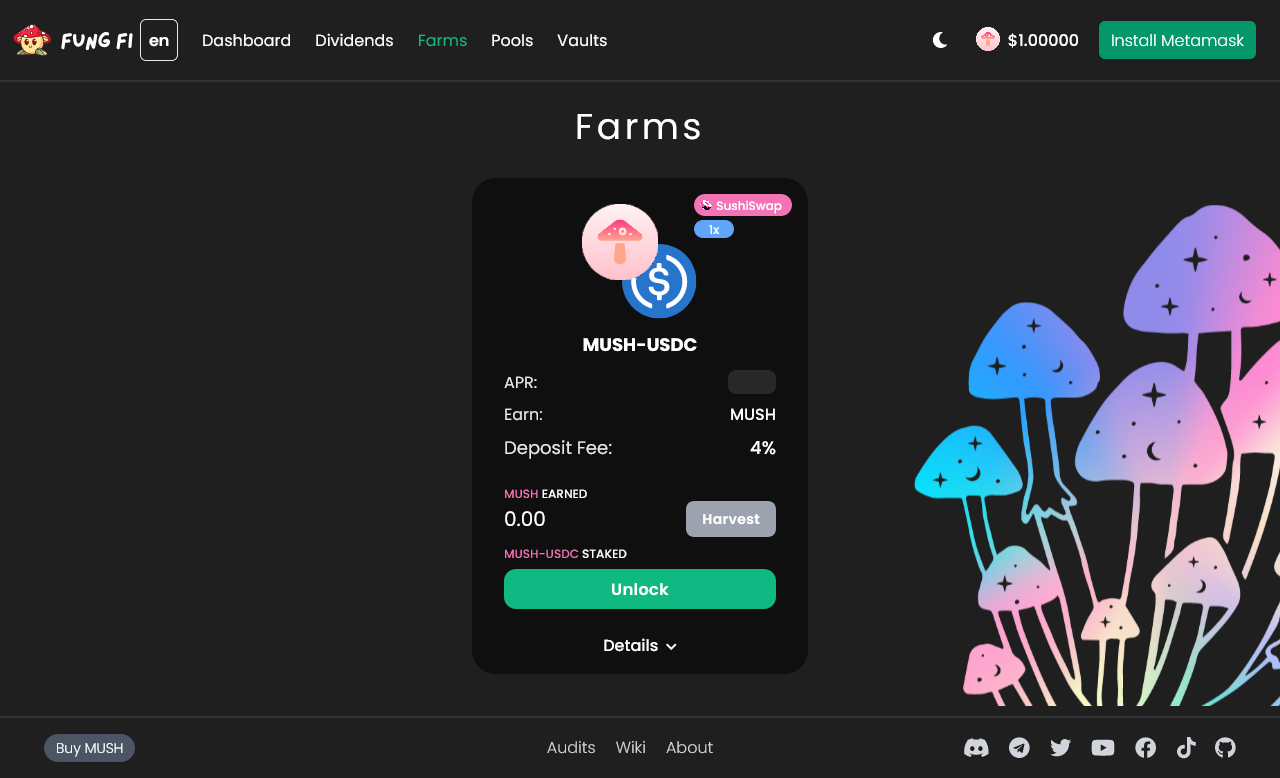 FUNG FI en Dashboard Dividends Farms Pools Vaults $1.00000 Install Metamask
Farms
SushiSwap
1x
MUSH-USDC
APR:
Earn: MUSH
Deposit Fee: 4%
MUSH EARNED
0.00 Harvest
MUSH-USDC STAKED
Unlock
Details
Buy MUSH Audits Wiki About